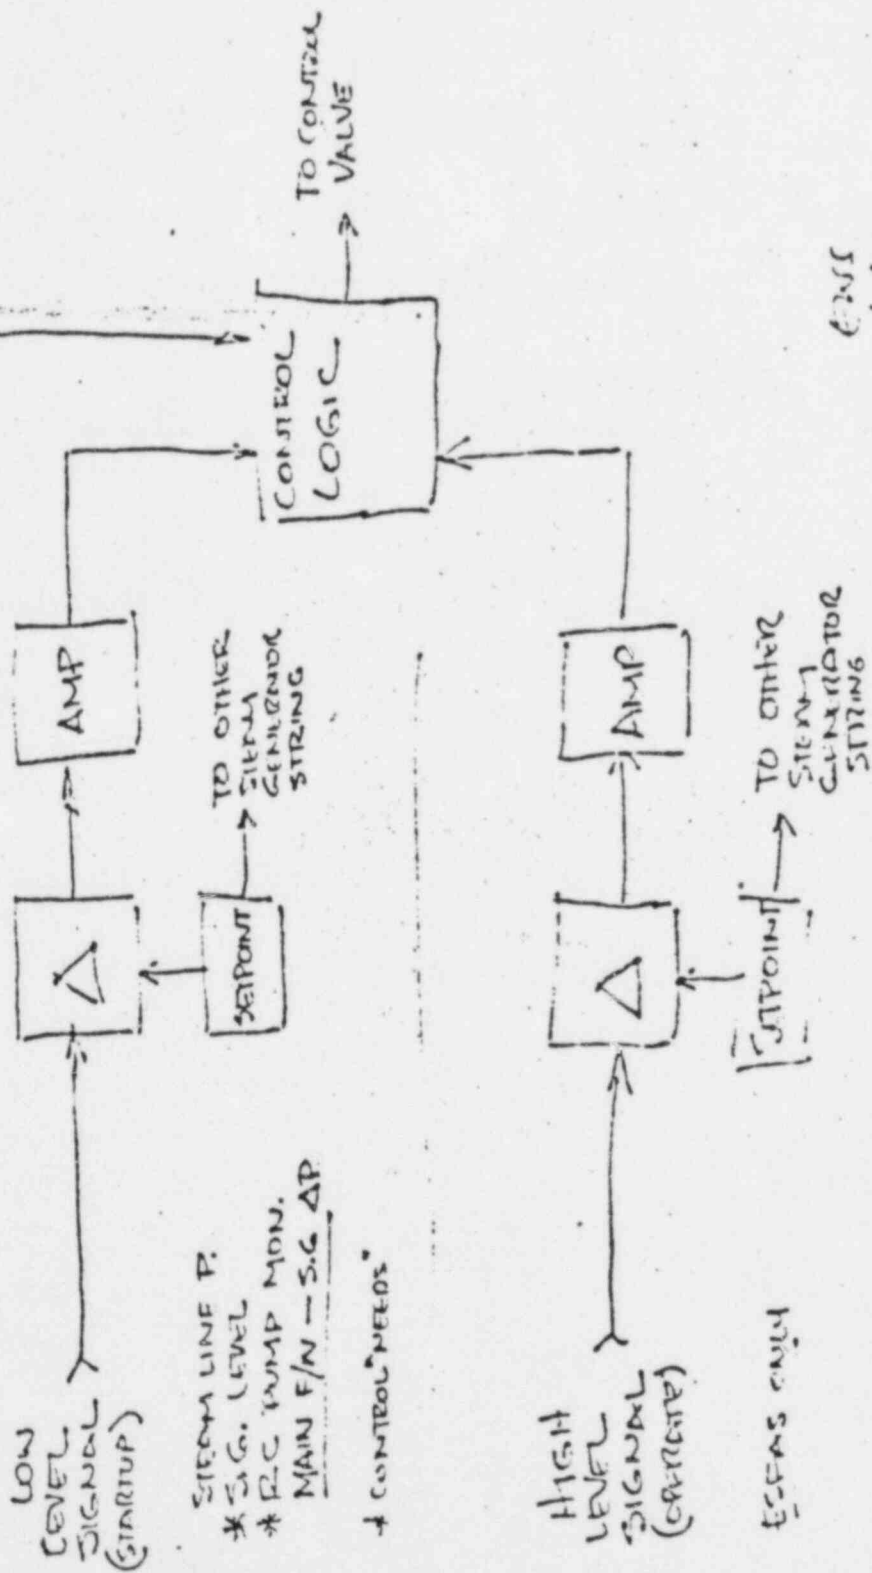 LOW
LEVEL
SIGNAL
(STARTUP)
Δ
AMP
SETPOINT
TO OTHER
STEAM
GENERATOR
STRING
CONTROL
LOGIC
TO CONTROL
VALVE
STEAM LINE P.
* S.G. LEVEL
* RC PUMP MON.
MAIN F/W - S.G ΔP
* CONTROL "NEEDS"
HIGH
LEVEL
SIGNAL
(OPERATE)
Δ
AMP
SETPOINT
TO OTHER
STEAM
GENERATOR
STRING
ESFAS ONLY